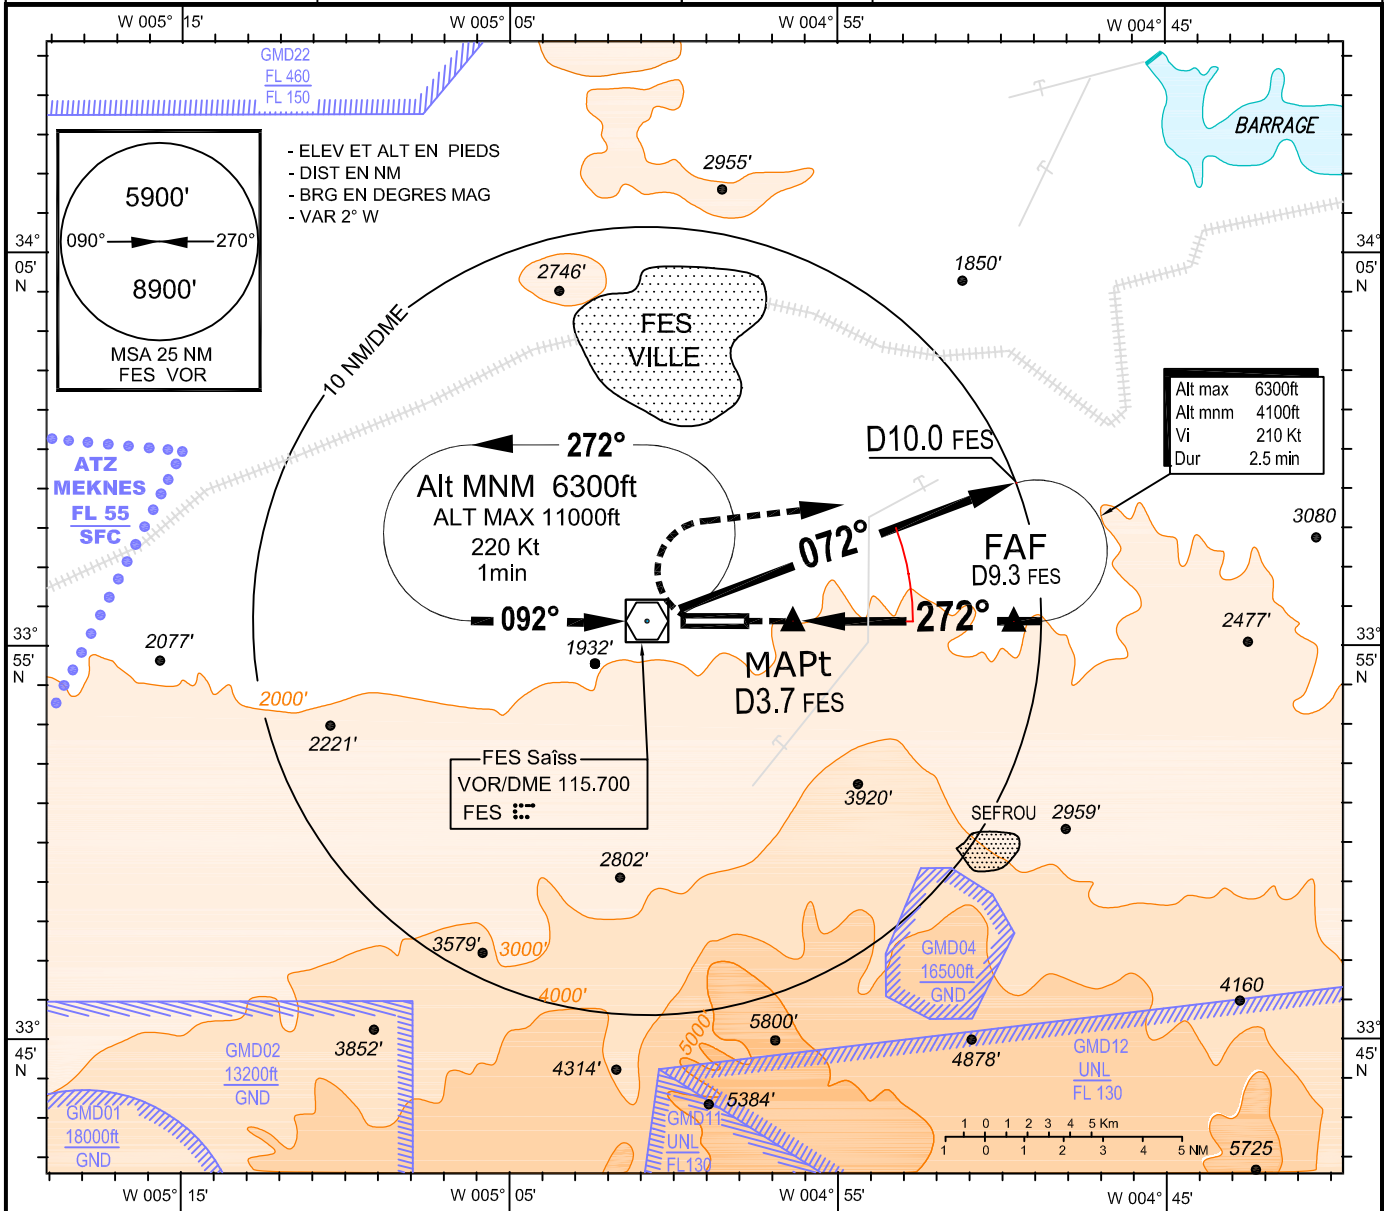 W 005° 15'
W 005° 05'
W 004° 55'
W 004° 45'
GMD22
FL 460
FL 150
BARRAGE
- ELEV ET ALT EN PIEDS
- DIST EN NM
- BRG EN DEGRES MAG
- VAR 2° W
5900'
090°
270°
8900'
MSA 25 NM
FES VOR
2955'
34°
05'
N
34°
05'
N
2746'
1850'
10 NM/DME
FES
VILLE
Alt max 6300ft
Alt mnm 4100ft
Vi 210 Kt
Dur 2.5 min
D10.0 FES
272°
ATZ
MEKNES
FL 55
SFC
Alt MNM 6300ft
ALT MAX 11000ft
220 Kt
1min
072°
3080
FAF
D9.3 FES
092°
272°
2477'
33°
55'
N
33°
55'
N
2077'
1932'
MAPt
D3.7 FES
2000'
2221'
FES Saîss
VOR/DME 115.700
FES
3920'
SEFROU
2959'
2802'
3579'
3000'
GMD04
16500ft
GND
4000'
4160
33°
45'
N
33°
45'
N
3852'
5800'
5000'
4878'
GMD02
13200ft
GND
GMD12
UNL
FL 130
4314'
5384'
GMD01
18000ft
GND
GMD11
UNL
FL130
1 0 1 2 3 4 5 Km
1 0 1 2 3 4 5 NM
5725
W 005° 15'
W 005° 05'
W 004° 55'
W 004° 45'